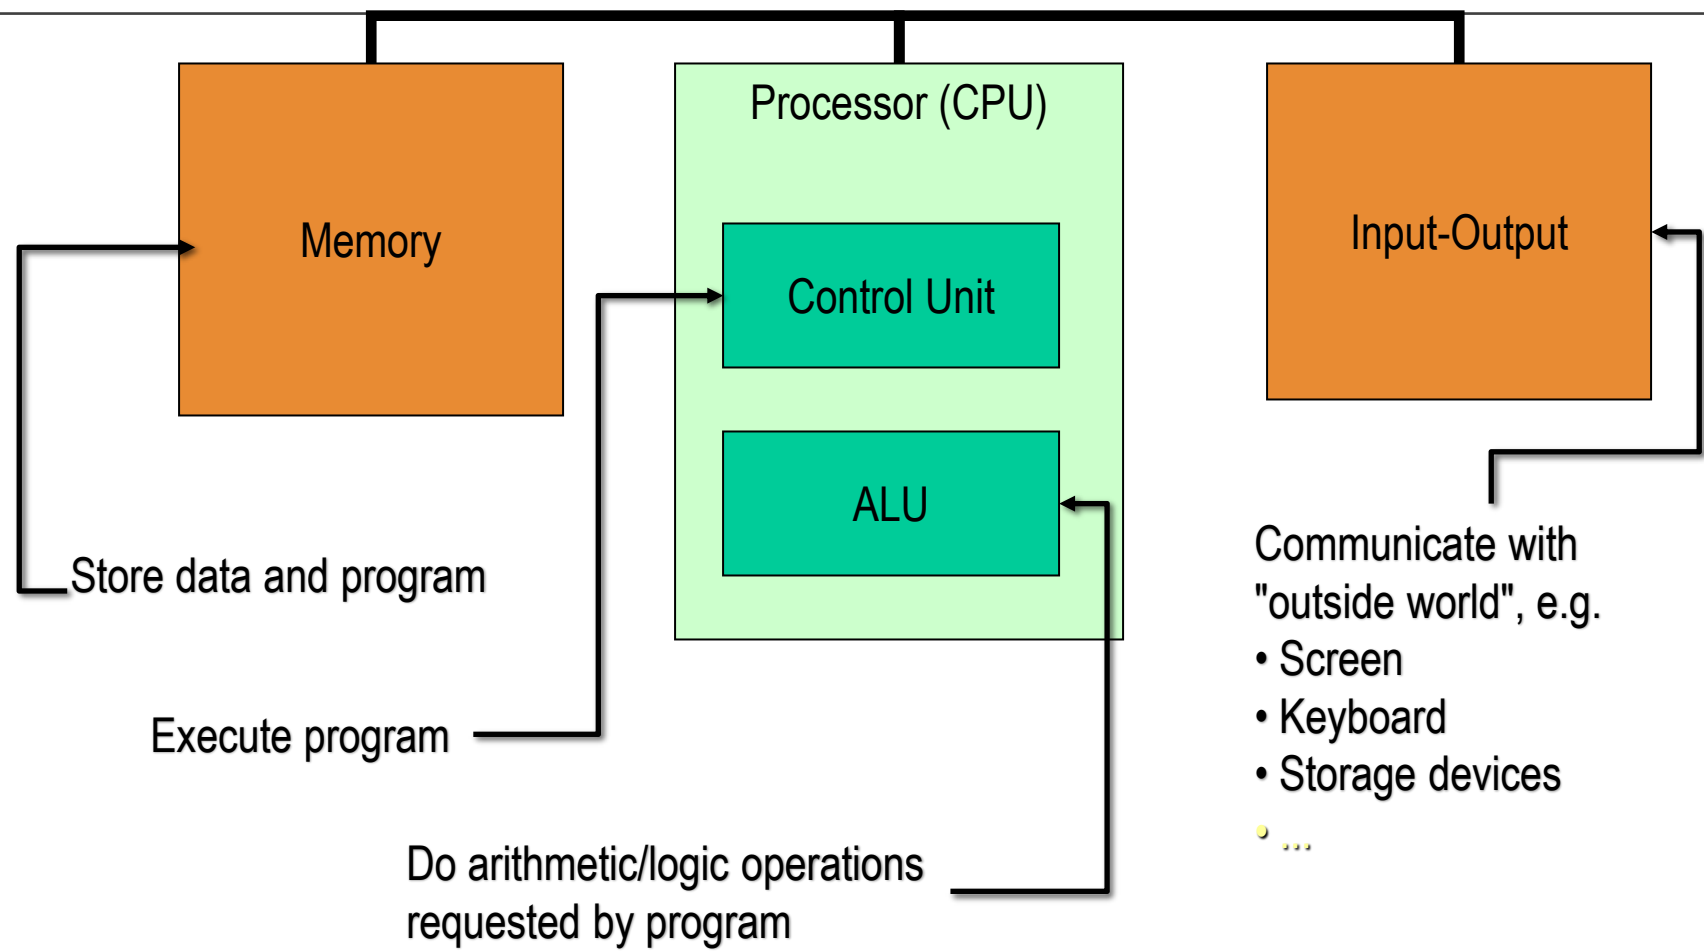 Processor (CPU)
Memory
Input-Output
Control Unit
ALU
Store data and program
Execute program
Do arithmetic/logic operations
requested by program
Communicate with
"outside world", e.g.
• Screen
• Keyboard
• Storage devices
• ...